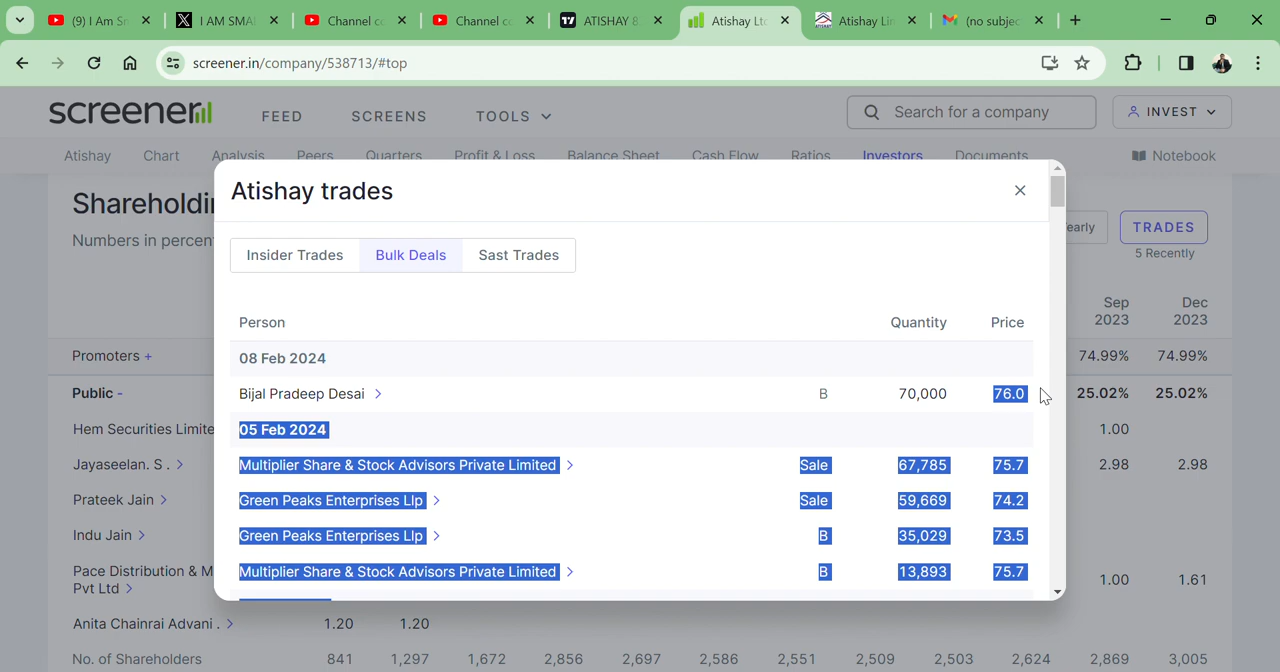 (9) I Am Sn
I AM SMAL
Channel co
Channel co
ATISHAY 8
Atishay Ltd
Atishay Lin
(no subjec
screener.in/company/538713/#top
screener
FEED
SCREENS
TOOLS
Search for a company
INVEST
Atishay
Chart
Analysis
Peers
Quarters
Profit & Loss
Balance Sheet
Cash Flow
Ratios
Investors
Documents
Notebook
Shareholdin
Numbers in percen
early
TRADES
5 Recently
Atishay trades
Insider Trades
Bulk Deals
Sast Trades
Person Quantity Price
08 Feb 2024
Bijal Pradeep Desai B 70,000 76.0
05 Feb 2024
Multiplier Share & Stock Advisors Private Limited Sale 67,785 75.7
Green Peaks Enterprises Llp Sale 59,669 74.2
Green Peaks Enterprises Llp B 35,029 73.5
Multiplier Share & Stock Advisors Private Limited B 13,893 75.7
Sep Dec
2023 2023
Promoters + 74.99% 74.99%
Public - 25.02% 25.02%
Hem Securities Limite 1.00
Jayaseelan. S . 2.98 2.98
Prateek Jain
Indu Jain
Pace Distribution & M
Pvt Ltd 1.00 1.61
Anita Chainrai Advani . 1.20 1.20
No. of Shareholders 841 1,297 1,672 2,856 2,697 2,586 2,551 2,509 2,503 2,624 2,869 3,005